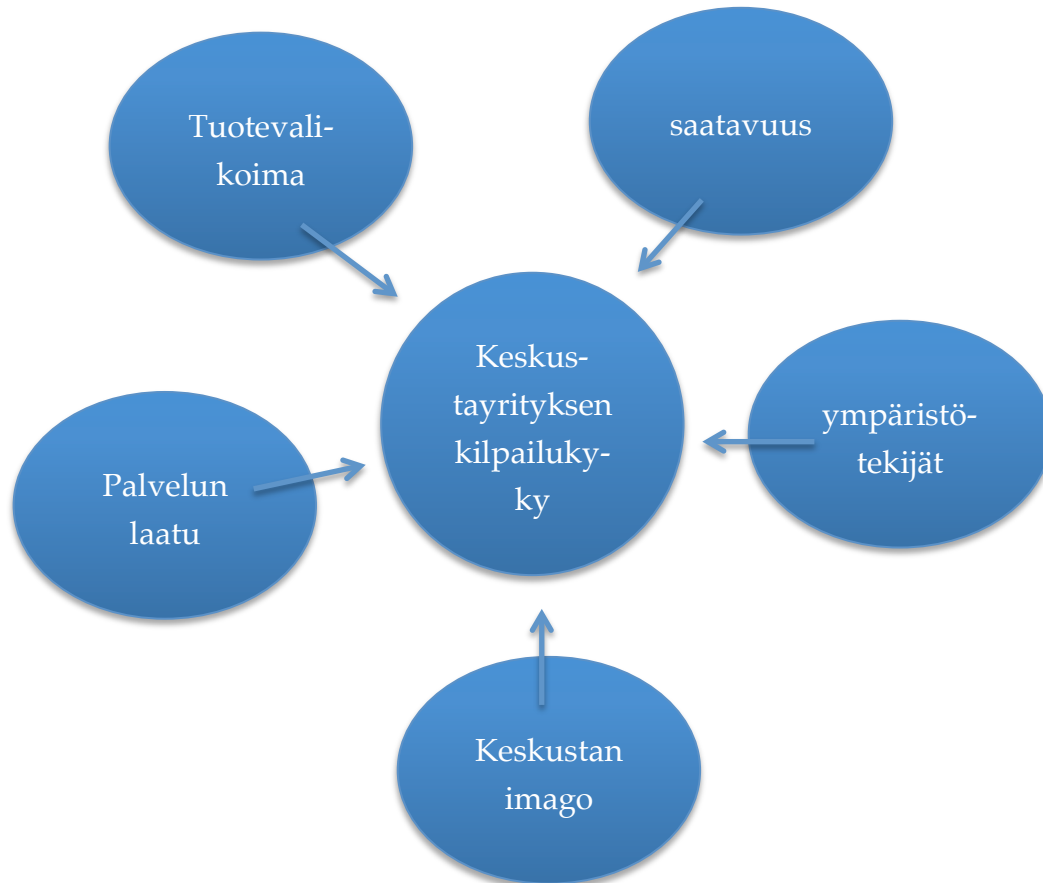 Tuotevali-
koima
saatavuus
Keskus-
tayrityksen
kilpailuky-
ky
ympäristö-
tekijät
Palvelun
laatu
Keskustan
imago